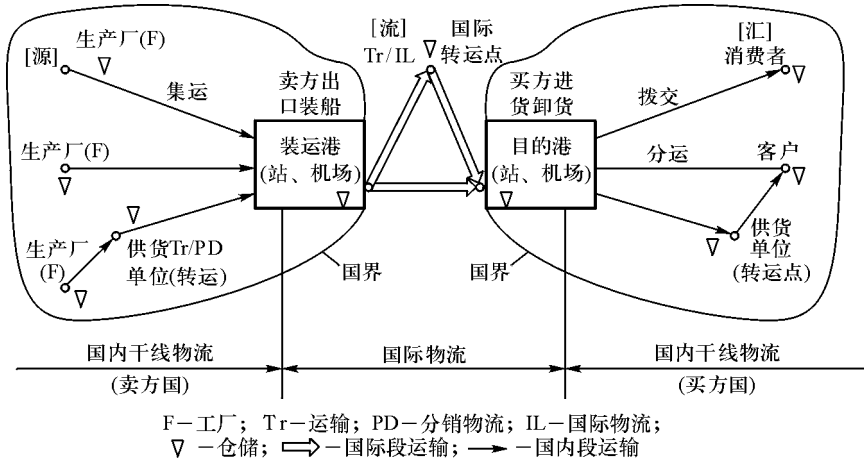 [源]
生产厂(F)
集运
生产厂(F)
生产厂
(F)
供货Tr/PD
单位(转运)
卖方出
口装船
装运港
(站、机场)
[流]
Tr/IL
国际
转运点
买方进
货卸货
目的港
(站、机场)
[汇]
消费者
拨交
分运
客户
供货
单位
(转运点)
国界
国界
国内干线物流
(卖方国)
国际物流
国内干线物流
(买方国)
F－工厂；Tr－运输；PD－分销物流；IL－国际物流；
－仓储；－国际段运输；－国内段运输